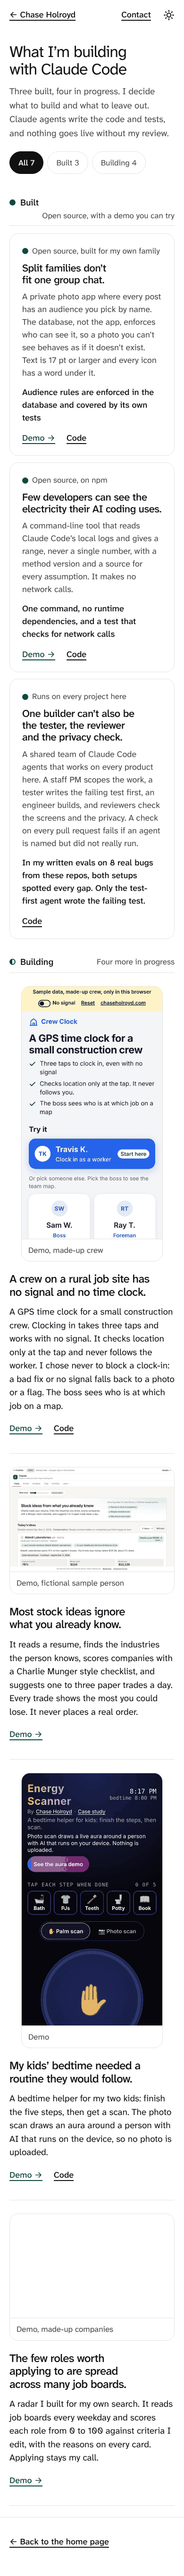 ← Chase Holroyd
Contact
What I'm building
with Claude Code
Three built, four in progress. I decide
what to build and what to leave out.
Claude agents write the code and tests,
and nothing goes live without my review.
All 7
Built 3
Building 4
Built
Open source, with a demo you can try
Open source, built for my own family
Split families don't
fit one group chat.
A private photo app where every post
has an audience you pick by name.
The database, not the app, enforces
who can see it, so a photo you can't
see behaves as if it doesn't exist.
Text is 17 pt or larger and every icon
has a word under it.
Audience rules are enforced in the
database and covered by its own
tests
Demo →
Code
Open source, on npm
Few developers can see the
electricity their AI coding uses.
A command-line tool that reads
Claude Code's local logs and gives a
range, never a single number, with a
method version and a source for
every assumption. It makes no
network calls.
One command, no runtime
dependencies, and a test that
checks for network calls
Demo →
Code
Runs on every project here
One builder can't also be
the tester, the reviewer
and the privacy check.
A shared team of Claude Code
agents that works on every product
here. A staff PM scopes the work, a
tester writes the failing test first, an
engineer builds, and reviewers check
the screens and the privacy. A check
on every pull request fails if an agent
is named but did not really run.
In my written evals on 8 real bugs
from these repos, both setups
spotted every gap. Only the test-
first agent wrote the failing test.
Code
Building
Four more in progress
Sample data, made-up crew, only in this browser
No signal
Reset
chaseholroyd.com
Crew Clock
A GPS time clock for a
small construction crew
Three taps to clock in, even with no
signal
Checks location only at the tap. It never
follows you.
The boss sees who is at which job on a
map
Try it
TK
Travis K.
Clock in as a worker
Start here
Or pick someone else. Pick the boss to see the
team map.
SW
Sam W.
Boss
RT
Ray T.
Foreman
Demo, made-up crew
A crew on a rural job site has
no signal and no time clock.
A GPS time clock for a small construction
crew. Clocking in takes three taps and
works with no signal. It checks location
only at the tap and never follows the
worker. I chose never to block a clock-in:
a bad fix or no signal falls back to a photo
or a flag. The boss sees who is at which
job on a map.
Demo →
Code
Stock ideas from what you already know
Demo, fictional sample person
Most stock ideas ignore
what you already know.
It reads a resume, finds the industries
the person knows, scores companies with
a Charlie Munger style checklist, and
suggests one to three paper trades a day.
Every trade shows the most you could
lose. It never places a real order.
Demo →
Energy
Scanner
8:17 PM
bedtime 8:00 PM
By Chase Holroyd · Case study
A bedtime helper for kids: finish the steps, then
scan.
Photo scan draws a live aura around a person
with AI that runs on your device. Nothing is
uploaded.
See the aura demo
TAP EACH STEP WHEN DONE
0 OF 5
Bath
PJs
Teeth
Potty
Book
Palm scan
Photo scan
Demo
My kids' bedtime needed a
routine they would follow.
A bedtime helper for my two kids: finish
the five steps, then get a scan. The photo
scan draws an aura around a person with
AI that runs on the device, so no photo is
uploaded.
Demo →
Code
Demo, made-up companies
The few roles worth
applying to are spread
across many job boards.
A radar I built for my own search. It reads
job boards every weekday and scores
each role from 0 to 100 against criteria I
edit, with the reasons on every card.
Applying stays my call.
Demo →
← Back to the home page